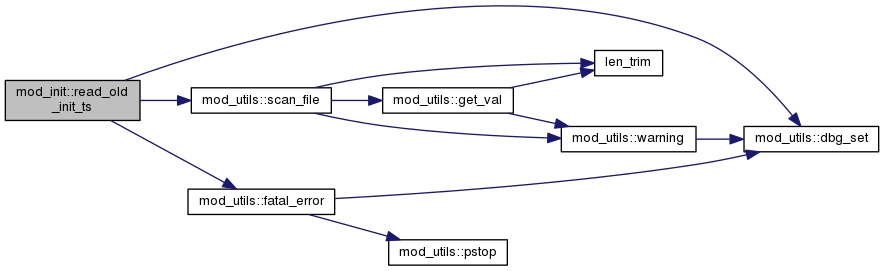 mod_init::read_old
_init_ts
mod_utils::scan_file
mod_utils::get_val
len_trim
mod_utils::warning
mod_utils::dbg_set
mod_utils::fatal_error
mod_utils::pstop